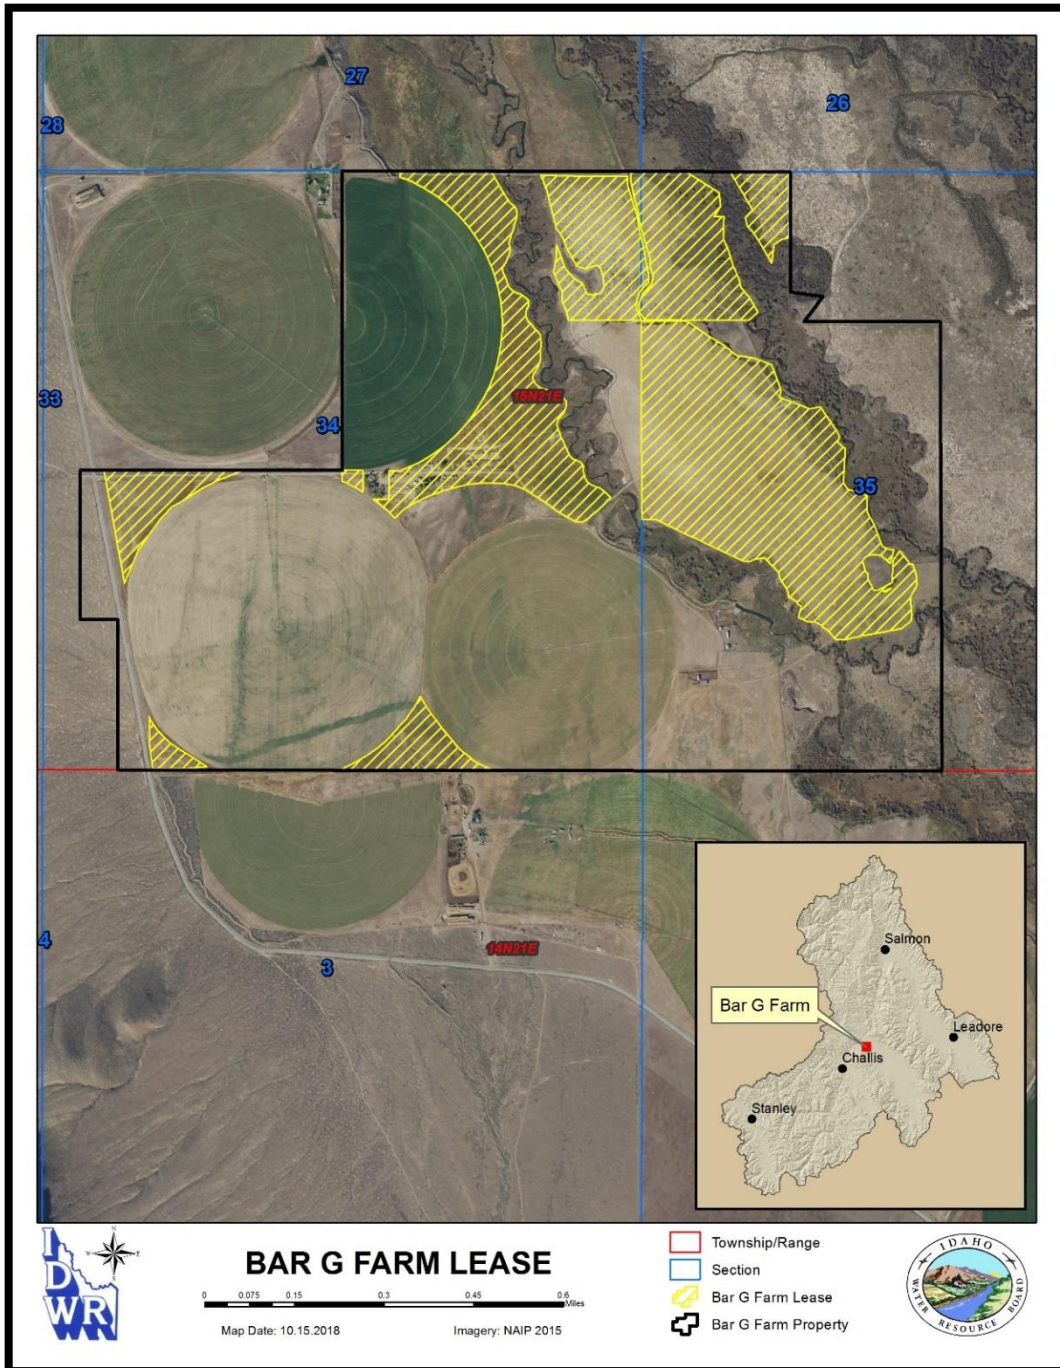 27
26
28
33
16N21E
34
35
4
14N21E
3
Salmon
Bar G Farm
Leadore
Challis
Stanley
IDWR
N
W
E
S
BAR G FARM LEASE
0 0.075 0.15 0.3 0.45 0.6
Miles
Map Date: 10.15.2018
Imagery: NAIP 2015
Township/Range
Section
Bar G Farm Lease
Bar G Farm Property
IDAHO
WATER RESOURCE BOARD